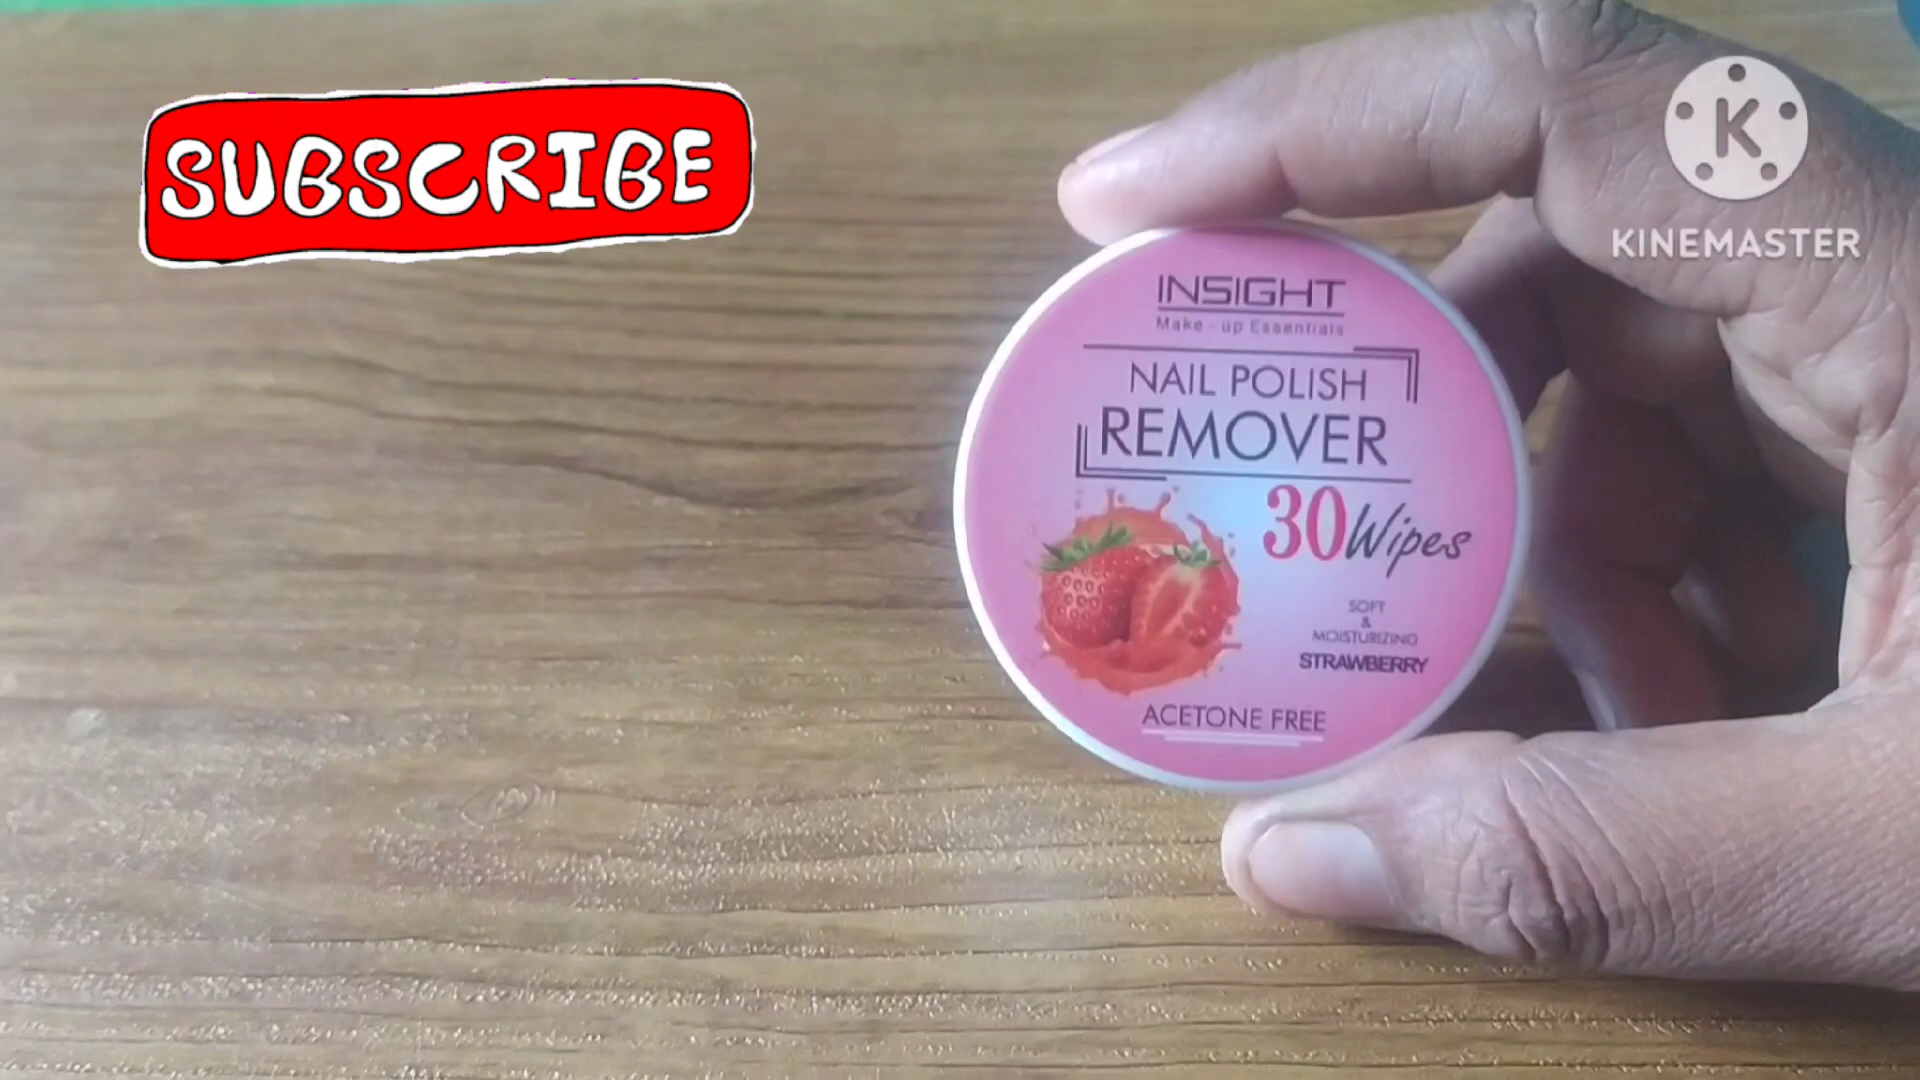 SUBSCRIBE
K
KINEMASTER
INSIGHT
Make-up Essentials
NAIL POLISH
REMOVER
30 Wipes
SOFT
&
MOISTURIZING
STRAWBERRY
ACETONE FREE